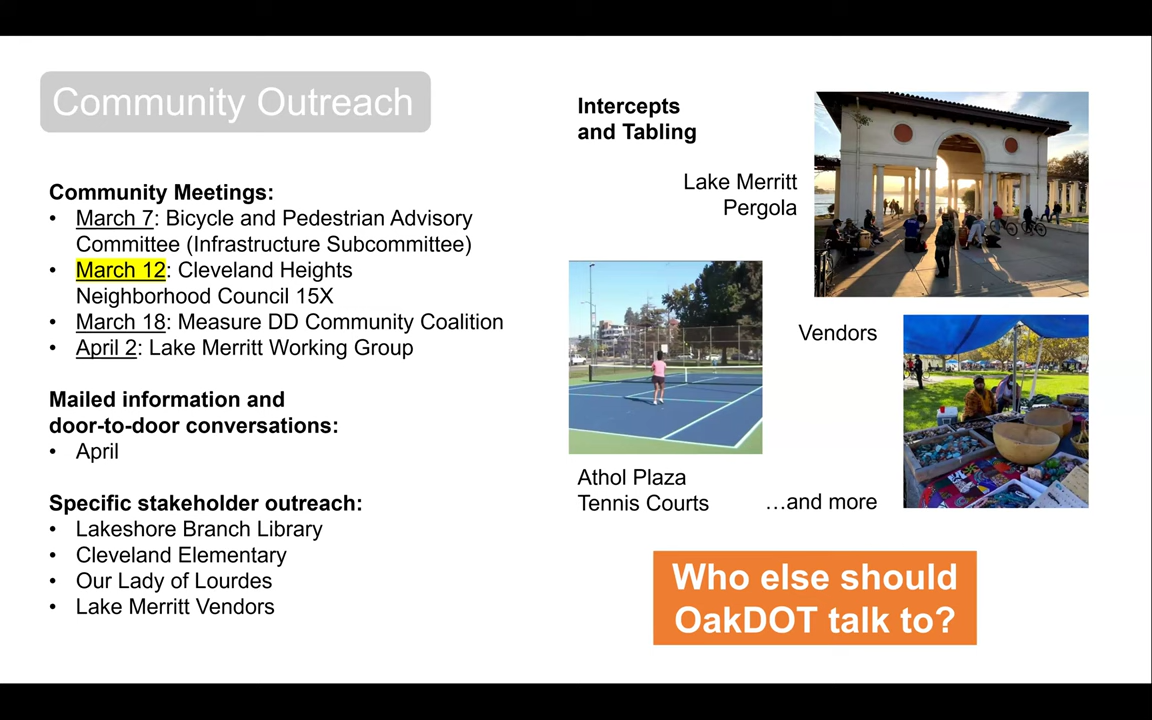 Community Outreach
Community Meetings:
• March 7: Bicycle and Pedestrian Advisory
Committee (Infrastructure Subcommittee)
• March 12: Cleveland Heights
Neighborhood Council 15X
• March 18: Measure DD Community Coalition
• April 2: Lake Merritt Working Group
Mailed information and
door-to-door conversations:
• April
Specific stakeholder outreach:
• Lakeshore Branch Library
• Cleveland Elementary
• Our Lady of Lourdes
• Lake Merritt Vendors
Intercepts
and Tabling
Lake Merritt
Pergola
Vendors
Athol Plaza
Tennis Courts
…and more
Who else should
OakDOT talk to?